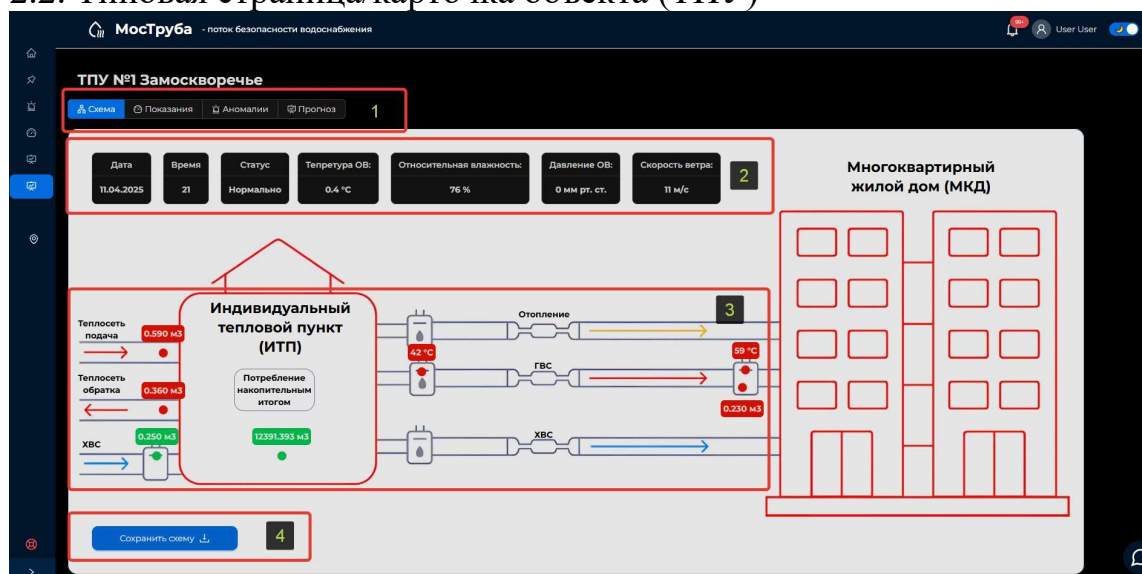 2.2. Типовая страница/карточка объекта (ТПУ)
МосТруба - поток безопасности водоснабжения
99+
User User
ТПУ №1 Замоскворечье
Схема Показания Аномалии Прогноз 1
Дата Время Статус Тепретура ОВ: Относительная влажность: Давление ОВ: Скорость ветра:
11.04.2025 21 Нормально 0.4 °C 76 % 0 мм рт. ст. 11 м/с
2
Многоквартирный
жилой дом (МКД)
3
Индивидуальный
тепловой пункт
(ИТП)
Теплосеть
подача
0.590 м3
Теплосеть
обратка
0.360 м3
ХВС
0.250 м3
Потребление
накопительным
итогом
12391.393 м3
Отопление
42 °C
ГВС
59 °C
0.230 м3
ХВС
Сохранить схему
4